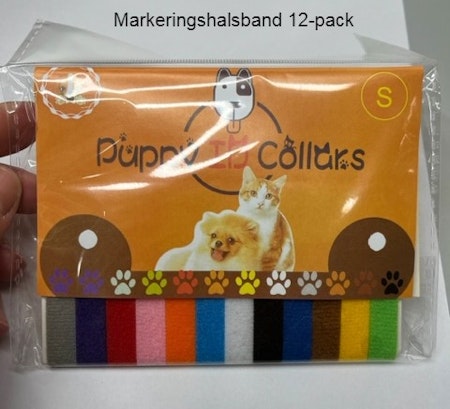 Markeringshalsband 12-pack
S
Puppy ID Collars